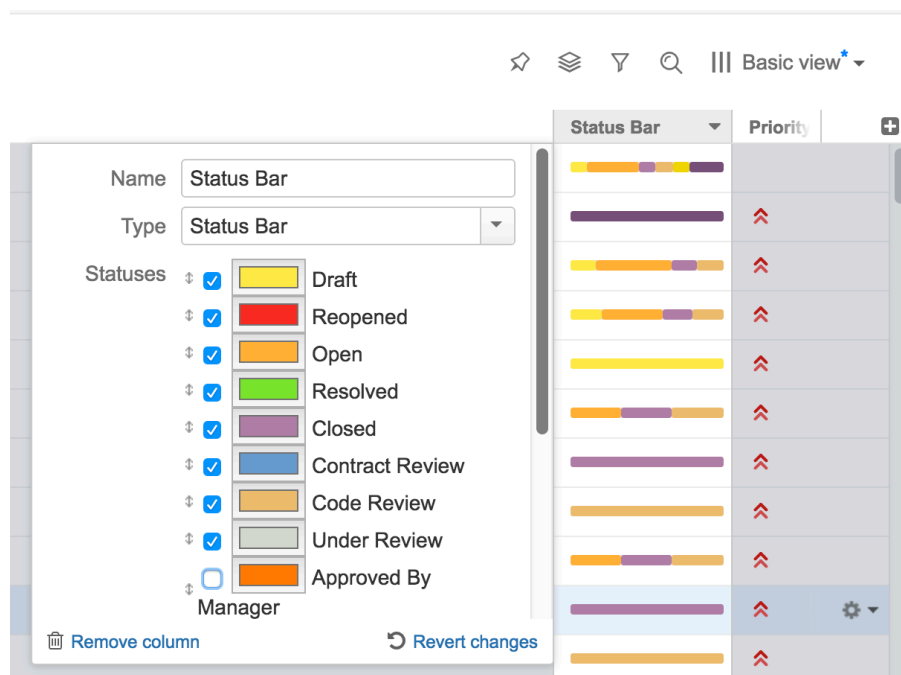 Basic view*
Status Bar
Priority
Name
Status Bar
Type
Status Bar
Statuses
Draft
Reopened
Open
Resolved
Closed
Contract Review
Code Review
Under Review
Approved By
Manager
Remove column
Revert changes